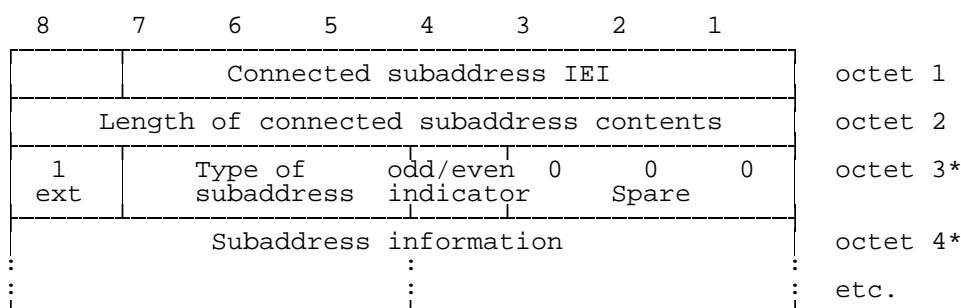 8 7 6 5 4 3 2 1
Connected subaddress IEI octet 1
Length of connected subaddress contents octet 2
1 Type of odd/even 0 0 0 octet 3*
ext subaddress indicator Spare
Subaddress information octet 4*
: : :
: : : etc.